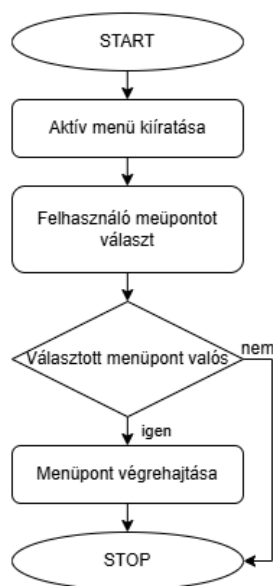 START
Aktív menü kiíratása
Felhasználó meüpontot
választ
Választott menüpont valós
nem
igen
Menüpont végrehajtása
STOP